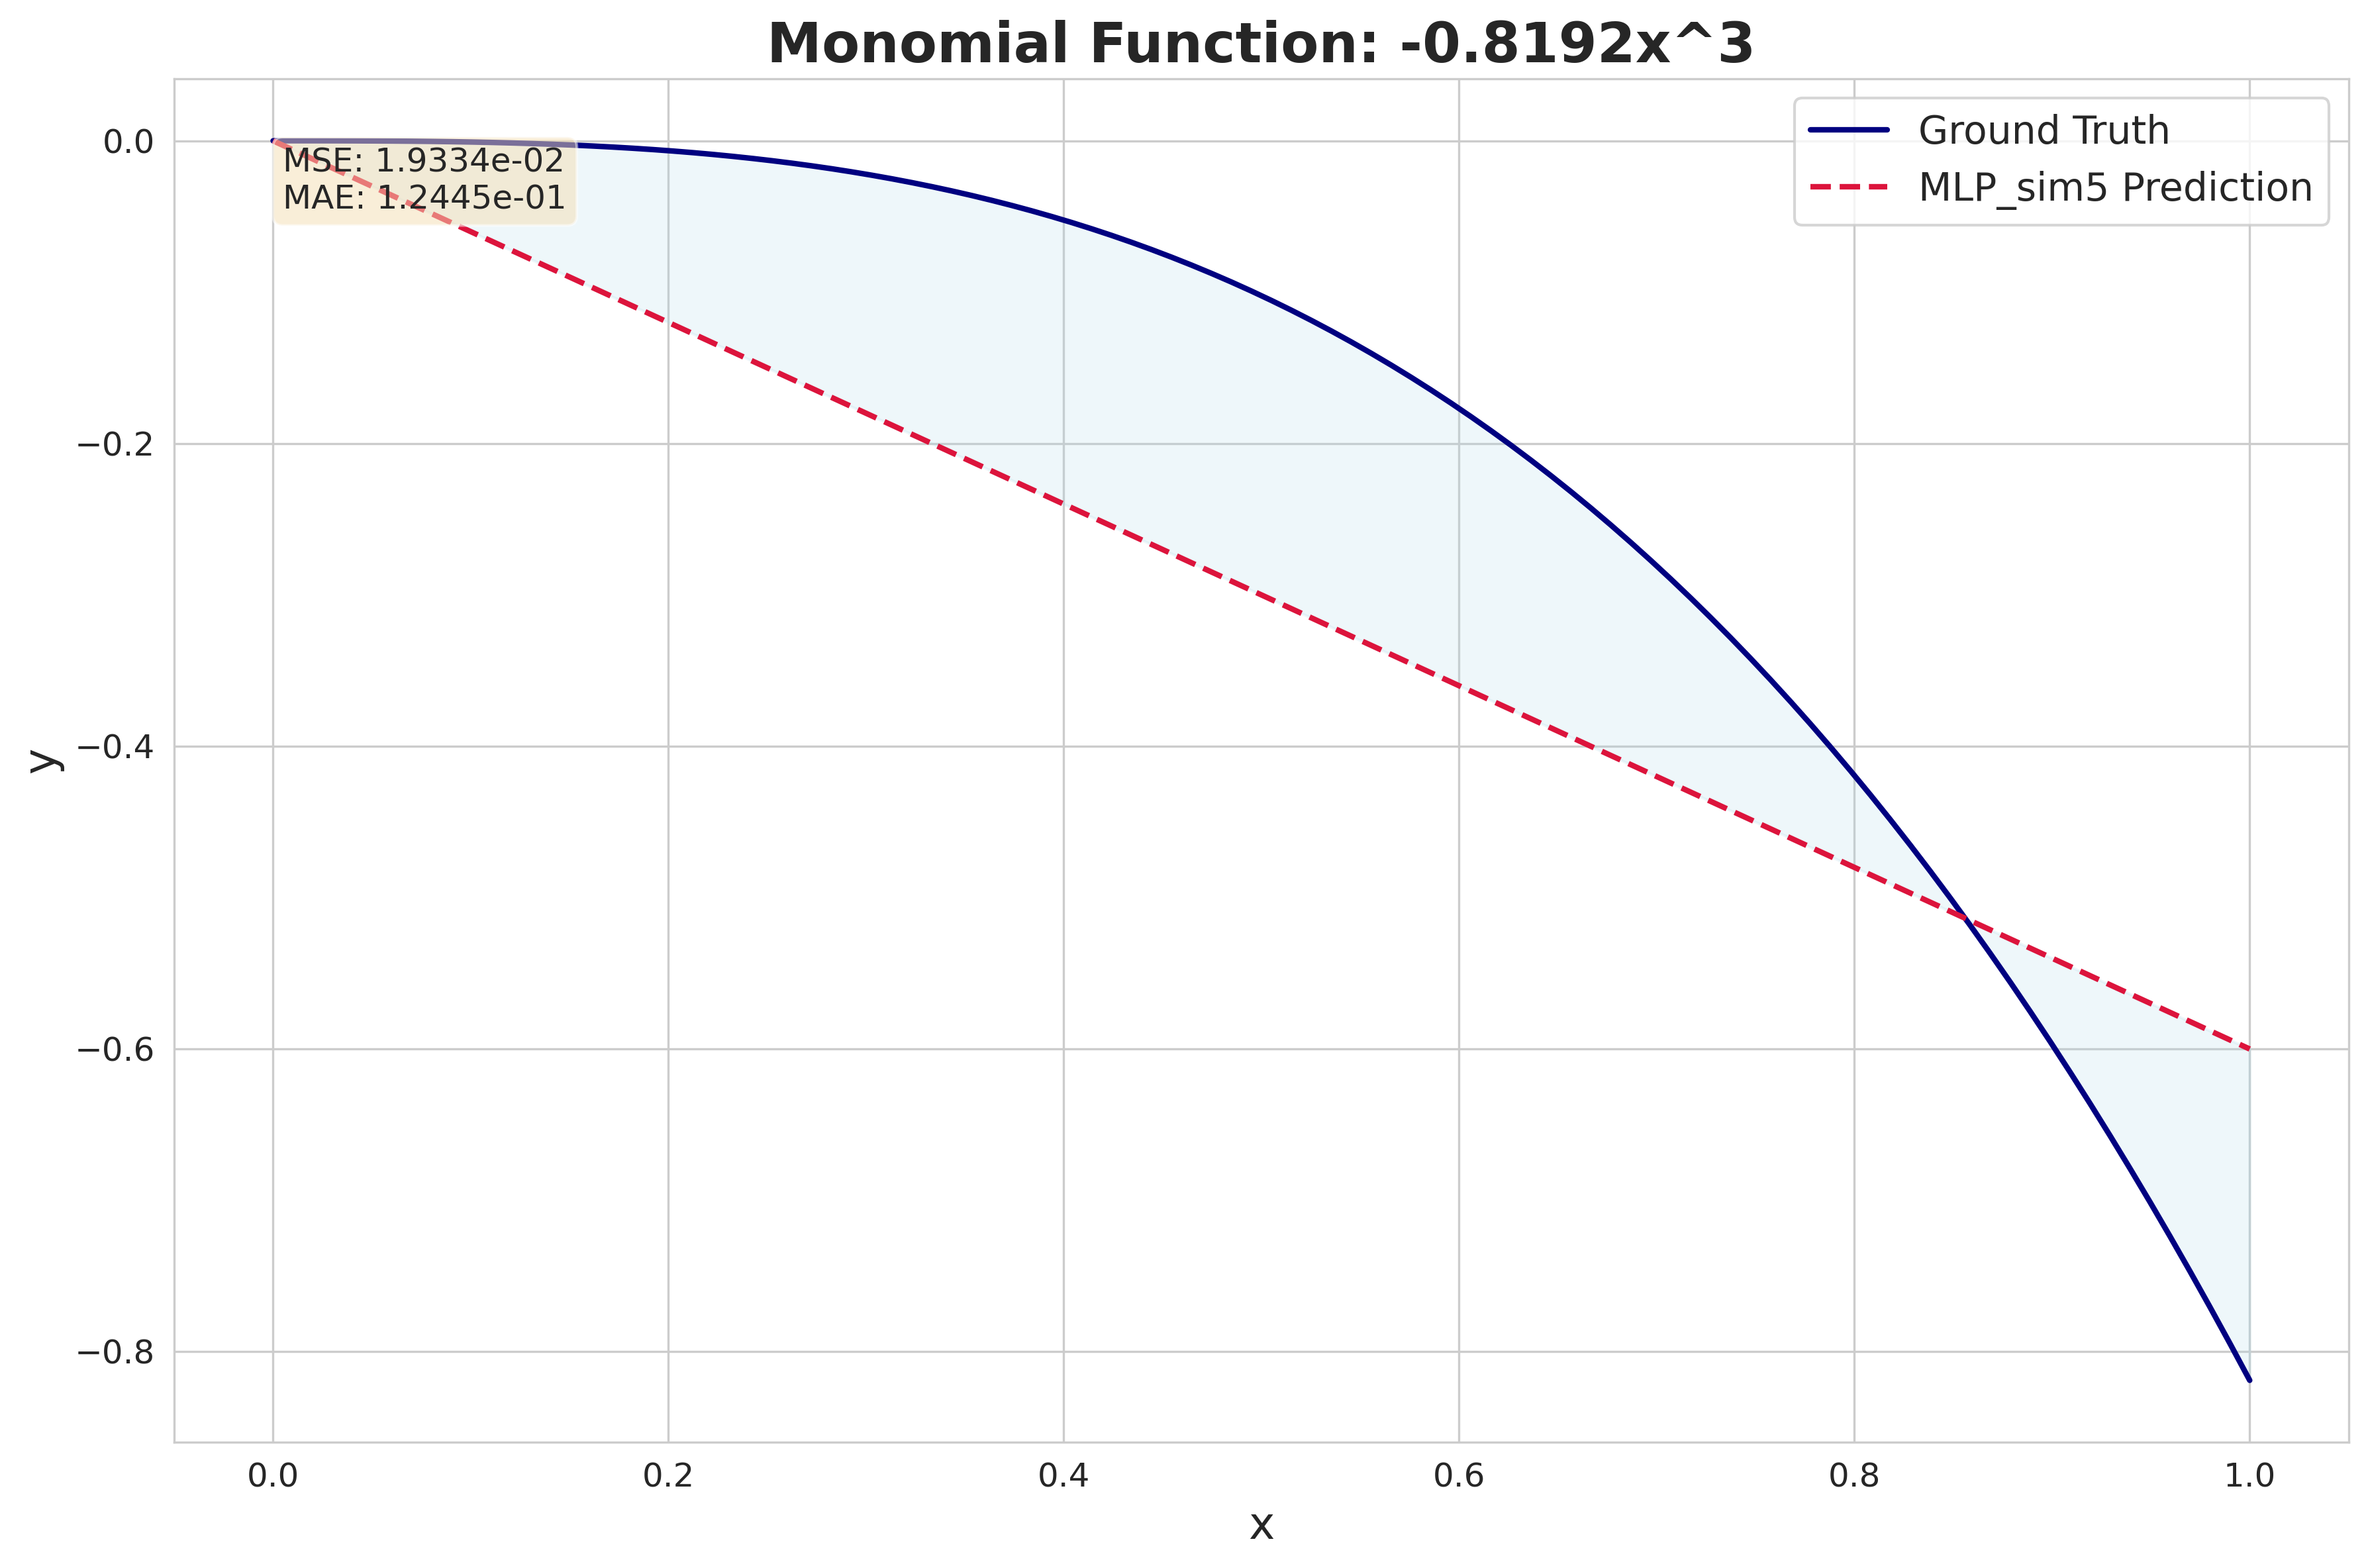 Monomial Function: -0.8192x^3
Ground Truth
MLP_sim5 Prediction
MSE: 1.9334e-02
MAE: 1.2445e-01
0.0
−0.2
−0.4
−0.6
−0.8
y
0.0
0.2
0.4
0.6
0.8
1.0
x